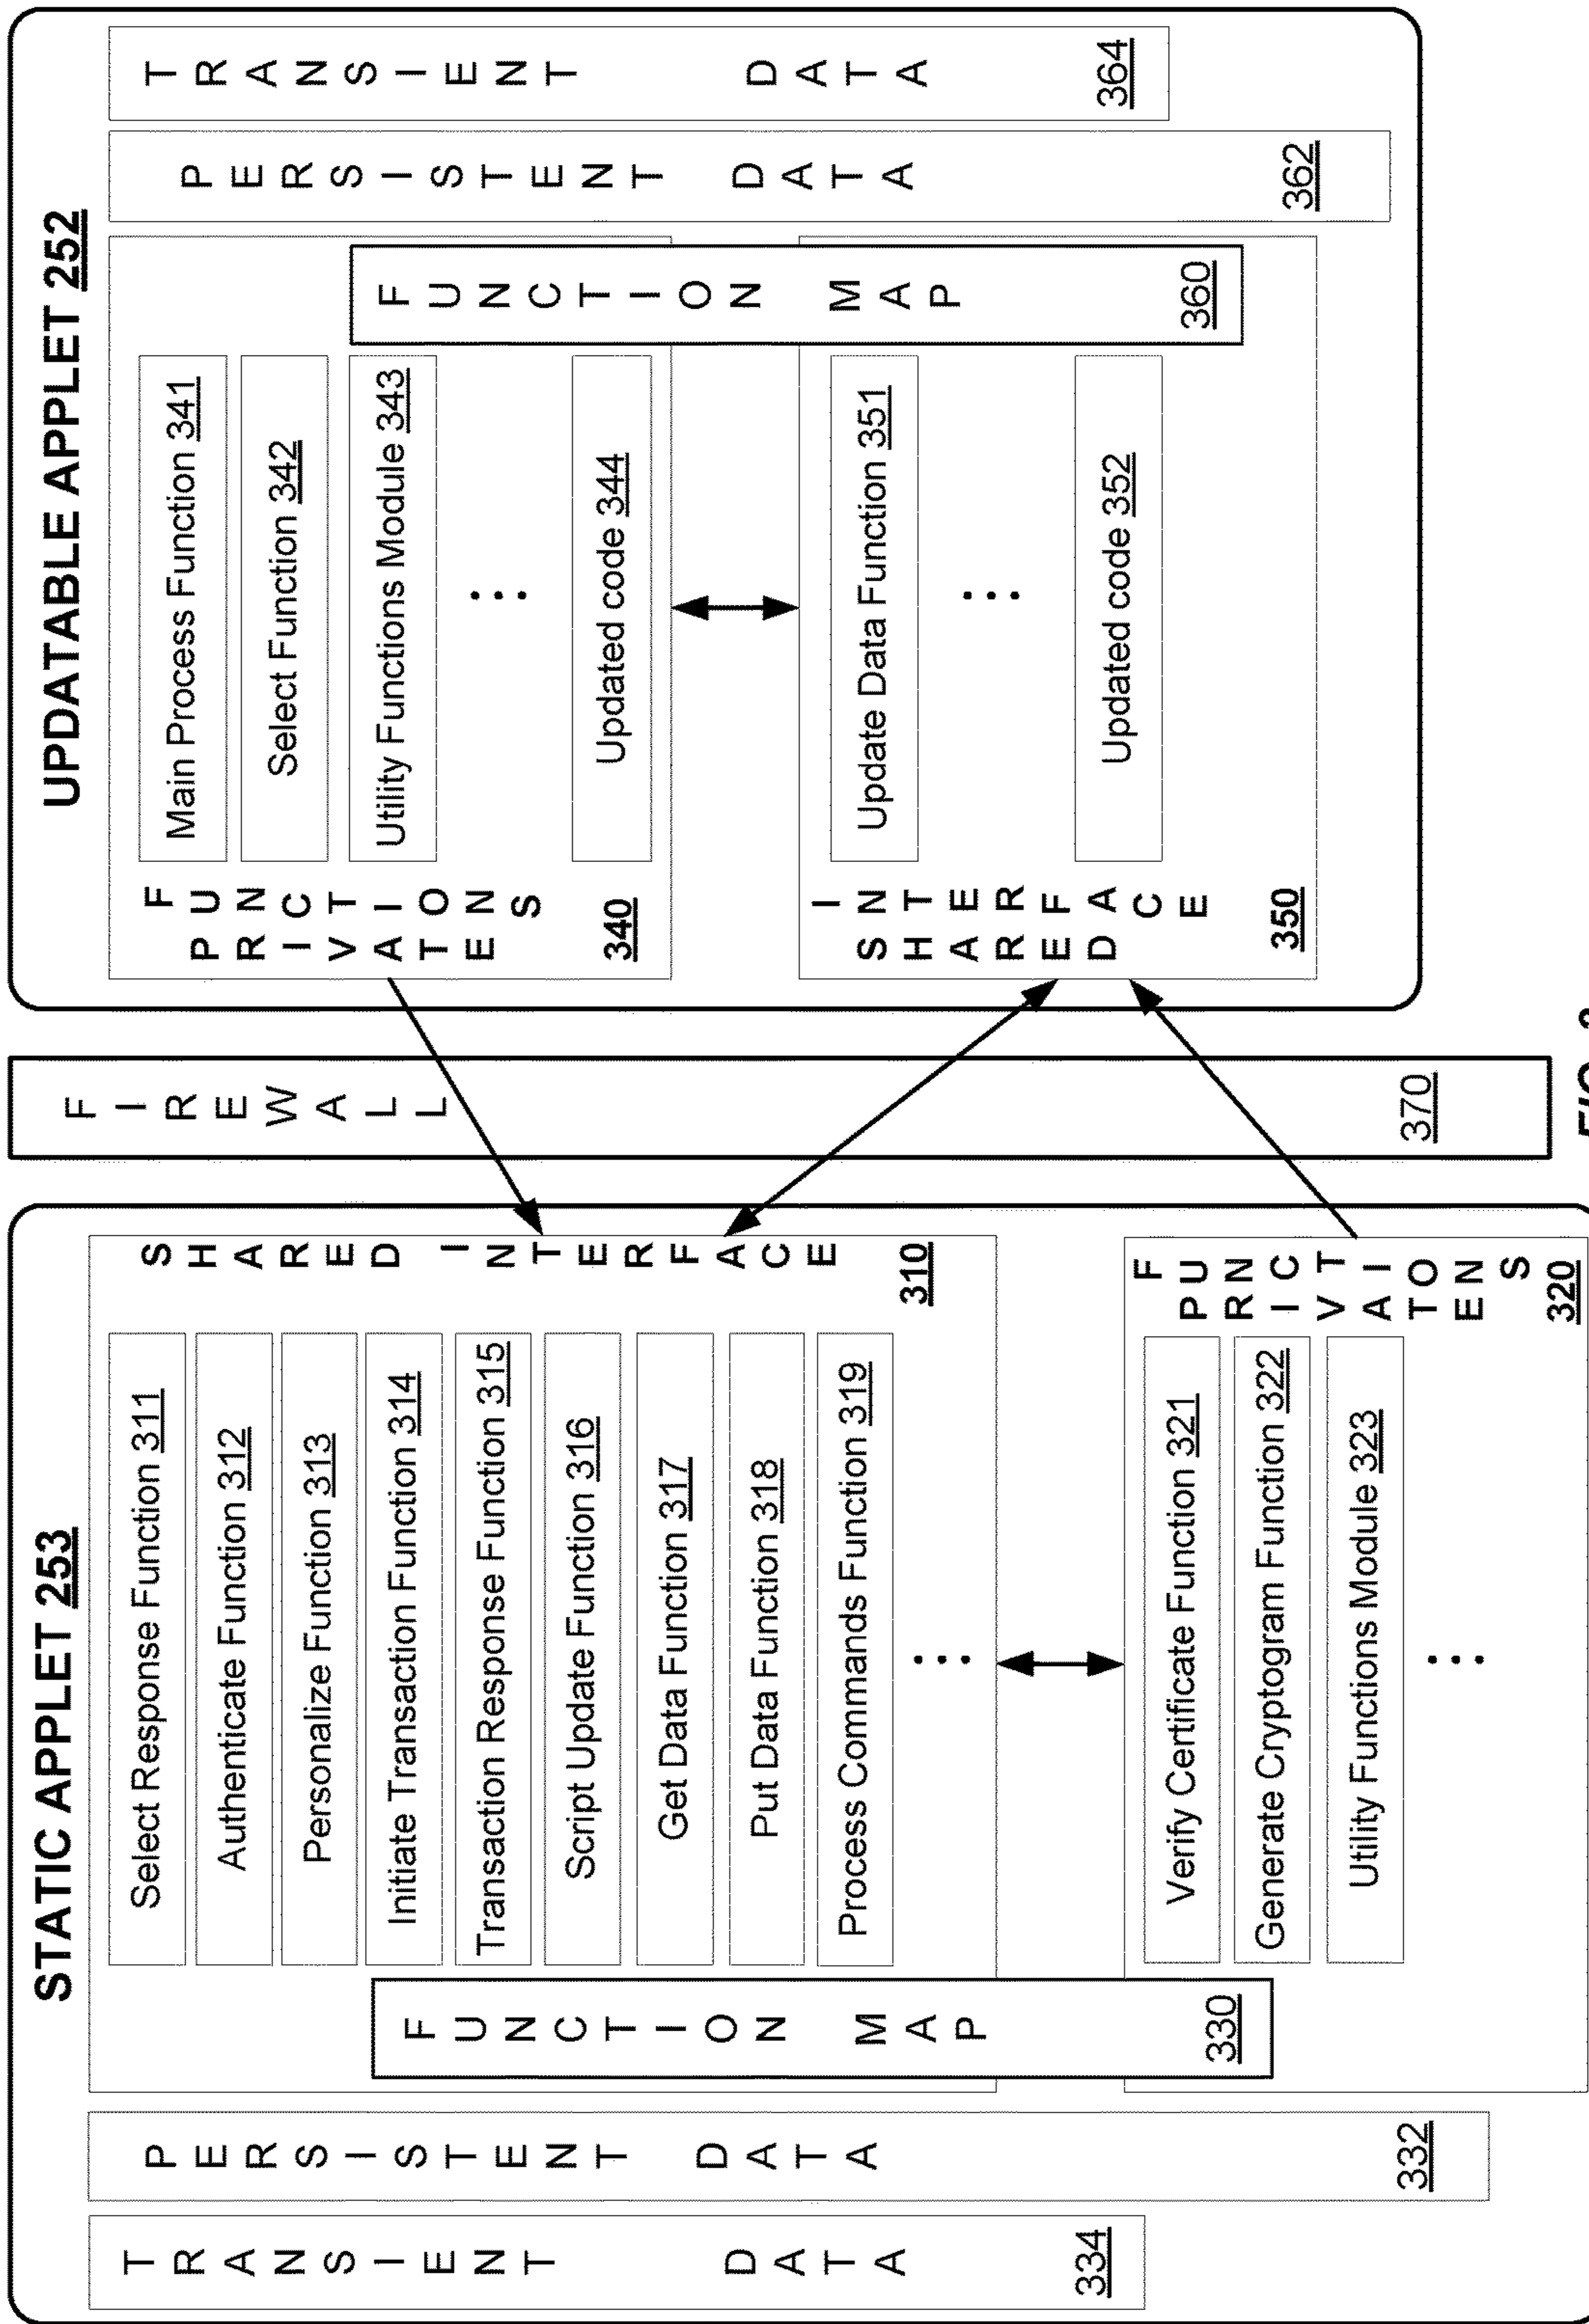 STATIC APPLET 253
TRANSIENT DATA
334
PERSISTENT DATA
332
FUNCTION MAP
330
Select Response Function 311
Authenticate Function 312
Personalize Function 313
Initiate Transaction Function 314
Transaction Response Function 315
Script Update Function 316
Get Data Function 317
Put Data Function 318
Process Commands Function 319
...
SHARED INTERFACE
310
Verify Certificate Function 321
Generate Cryptogram Function 322
Utility Functions Module 323
...
PRIVATE
FUNCTIONS
320
FIREWALL
370
UPDATABLE APPLET 252
PRIVATE
FUNCTIONS
340
Main Process Function 341
Select Function 342
Utility Functions Module 343
...
Updated code 344
SHARED
INTERFACE
350
Update Data Function 351
...
Updated code 352
FUNCTION MAP
360
PERSISTENT DATA
362
TRANSIENT DATA
364